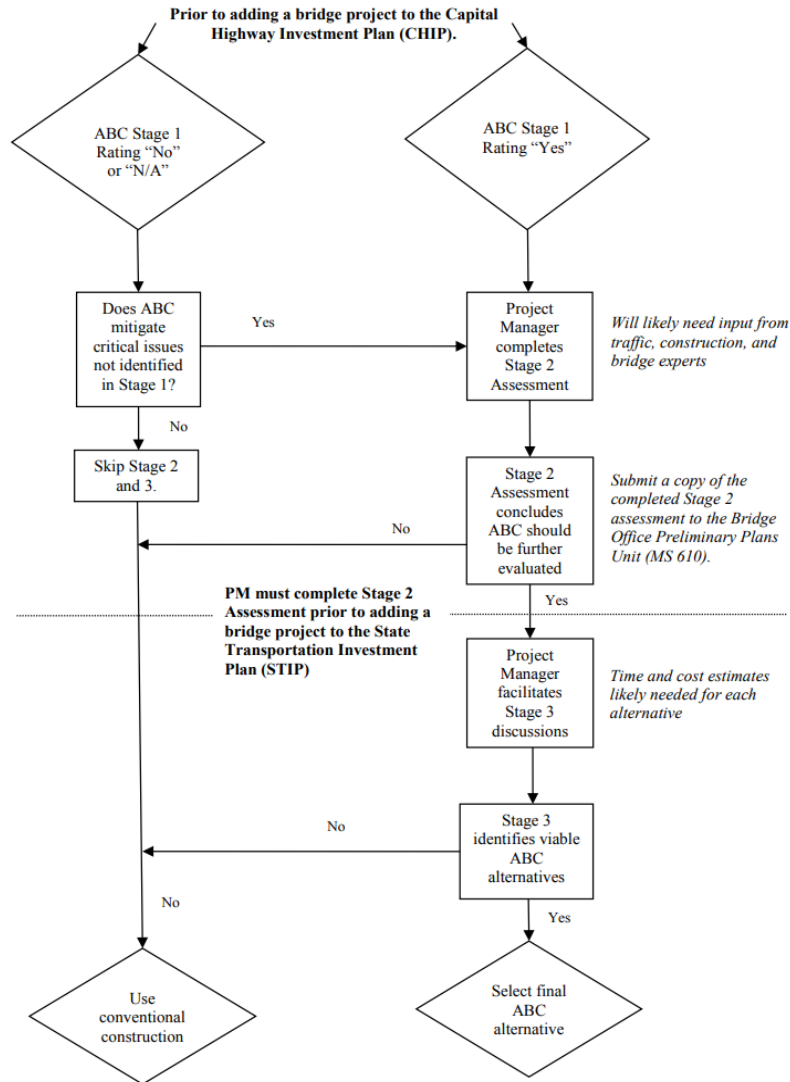 Prior to adding a bridge project to the Capital
Highway Investment Plan (CHIP).
ABC Stage 1
Rating “No”
or “N/A”
ABC Stage 1
Rating “Yes”
Does ABC
mitigate
critical issues
not identified
in Stage 1?
Yes
Project
Manager
completes
Stage 2
Assessment
Will likely need input from
traffic, construction, and
bridge experts
No
Skip Stage 2
and 3.
Stage 2
Assessment
concludes
ABC should
be further
evaluated
Submit a copy of the
completed Stage 2
assessment to the Bridge
Office Preliminary Plans
Unit (MS 610).
No
Yes
PM must complete Stage 2
Assessment prior to adding a
bridge project to the State
Transportation Investment
Plan (STIP)
Project
Manager
facilitates
Stage 3
discussions
Time and cost estimates
likely needed for each
alternative
No
Stage 3
identifies viable
ABC
alternatives
No
Yes
Use
conventional
construction
Select final
ABC
alternative